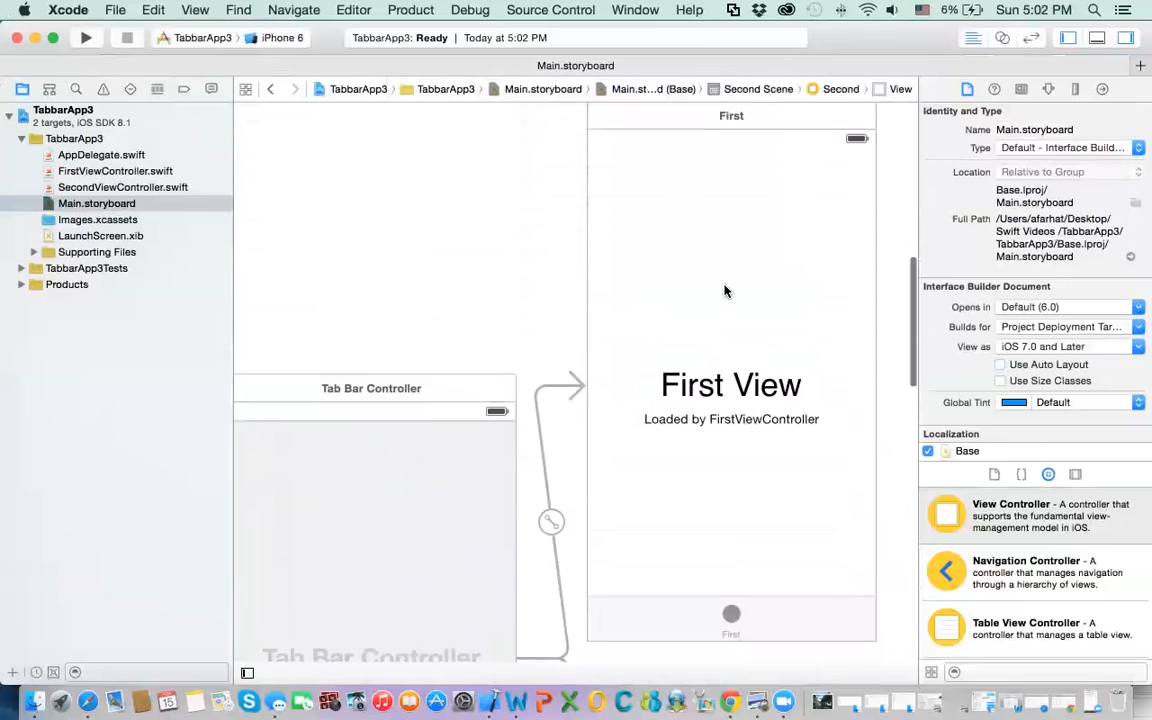 Xcode File Edit View Find Navigate Editor Product Debug Source Control Window Help 6% Sun 5:02 PM
TabbarApp3 iPhone 6 TabbarApp3: Ready Today at 5:02 PM
Main.storyboard
TabbarApp3 TabbarApp3 Main.storyboard Main.st...d (Base) Second Scene Second View
TabbarApp3
2 targets, iOS SDK 8.1
TabbarApp3
AppDelegate.swift
FirstViewController.swift
SecondViewController.swift
Main.storyboard
Images.xcassets
LaunchScreen.xib
Supporting Files
TabbarApp3Tests
Products
First
First View
Loaded by FirstViewController
First
Tab Bar Controller
Tab Bar Controller
Identity and Type
Name Main.storyboard
Type Default - Interface Build...
Location Relative to Group
Base.lproj/
Main.storyboard
Full Path /Users/afarhat/Desktop/
Swift Videos /TabbarApp3/
TabbarApp3/Base.lproj/
Main.storyboard
Interface Builder Document
Opens in Default (6.0)
Builds for Project Deployment Tar...
View as iOS 7.0 and Later
Use Auto Layout
Use Size Classes
Global Tint Default
Localization
Base
View Controller - A controller that
supports the fundamental view-
management model in iOS.
Navigation Controller - A
controller that manages navigation
through a hierarchy of views.
Table View Controller - A
controller that manages a table view.
15